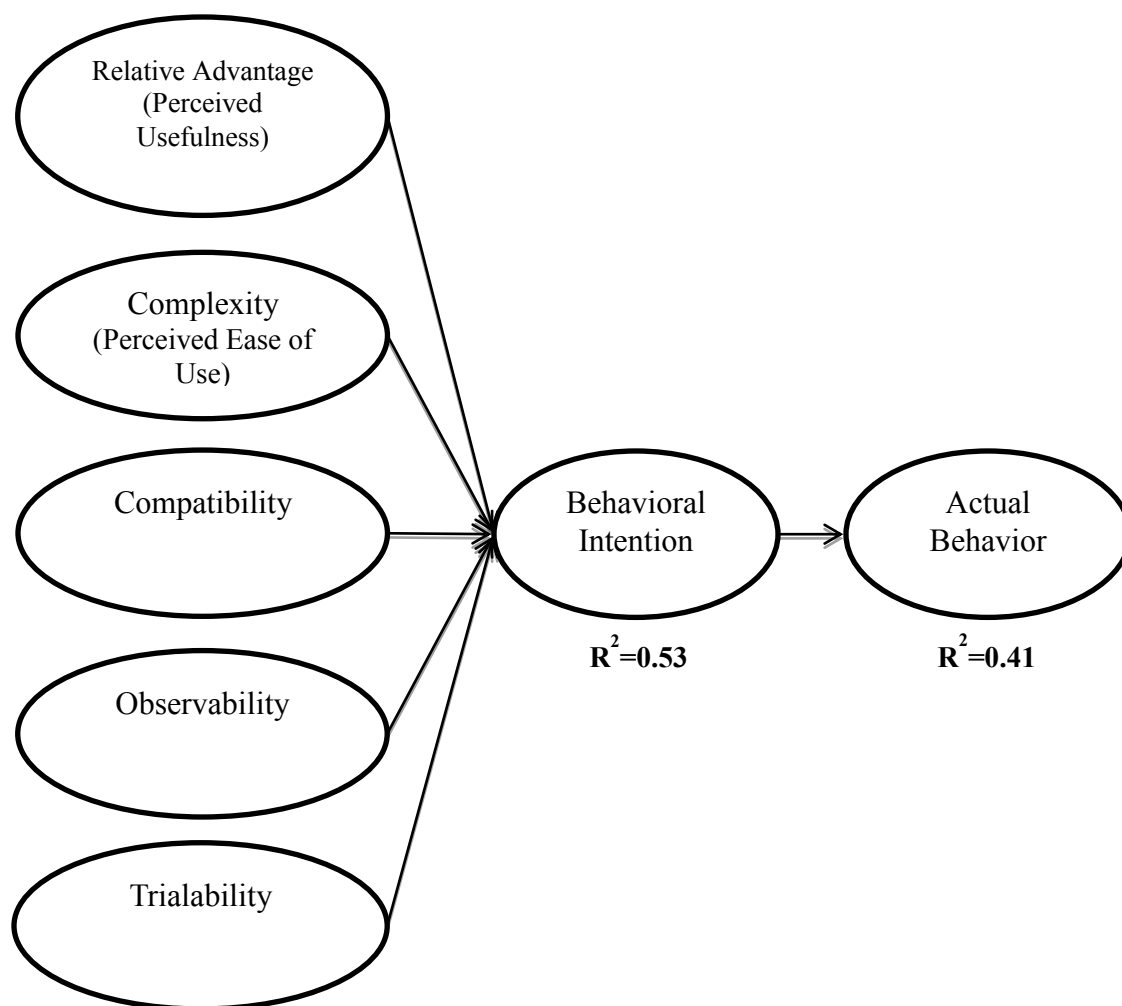 Relative Advantage
(Perceived
Usefulness)
Complexity
(Perceived Ease of
Use)
Compatibility
Behavioral
Intention
Actual
Behavior
R²=0.53
R²=0.41
Observability
Trialability